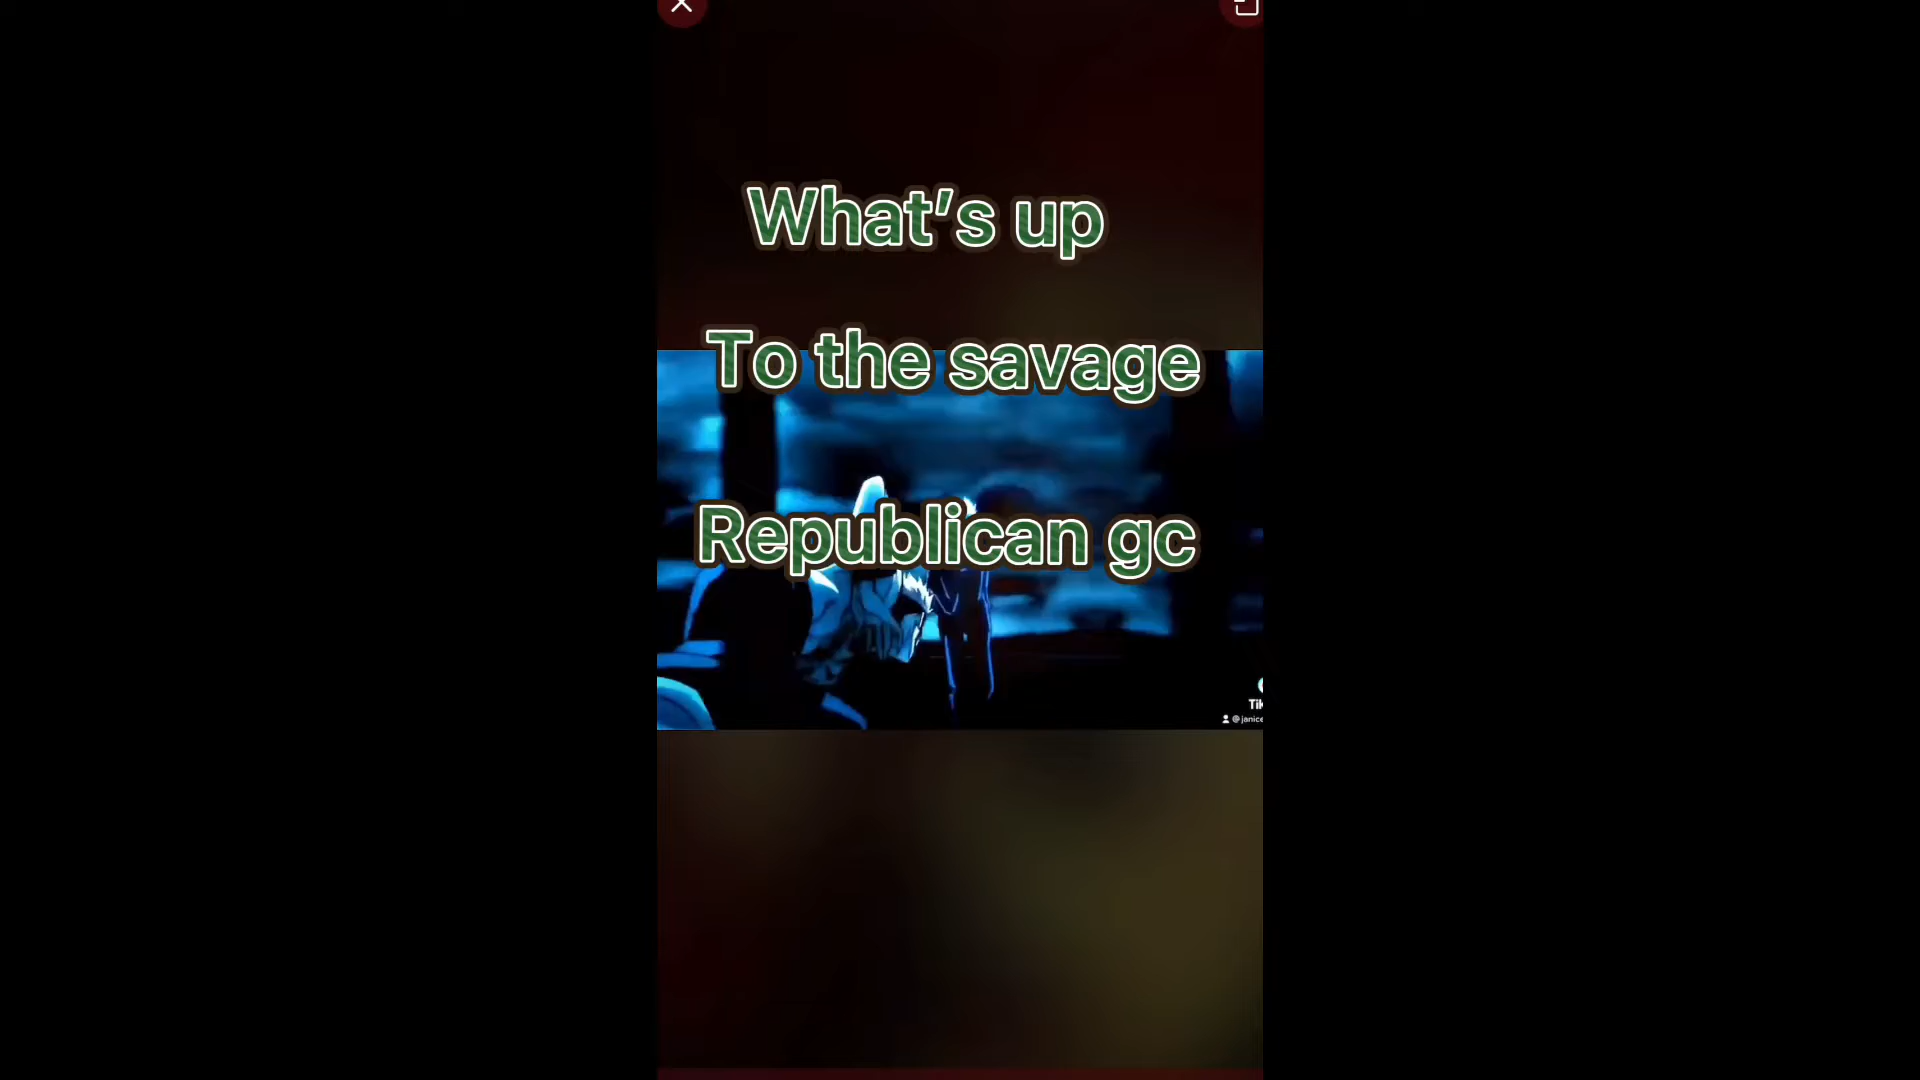 What's up
To the savage
Republican gc